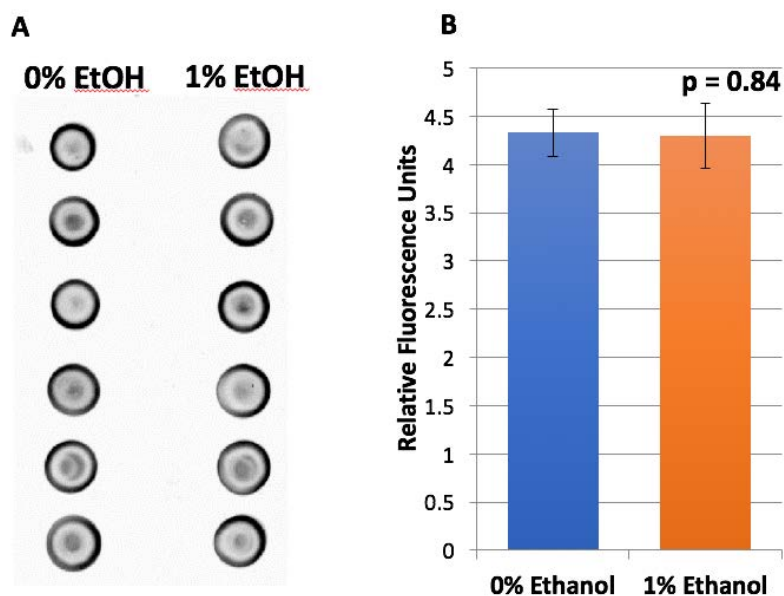 A
0% EtOH 1% EtOH
B
p = 0.84
Relative Fluorescence Units
5
4.5
4
3.5
3
2.5
2
1.5
1
0.5
0
0% Ethanol 1% Ethanol